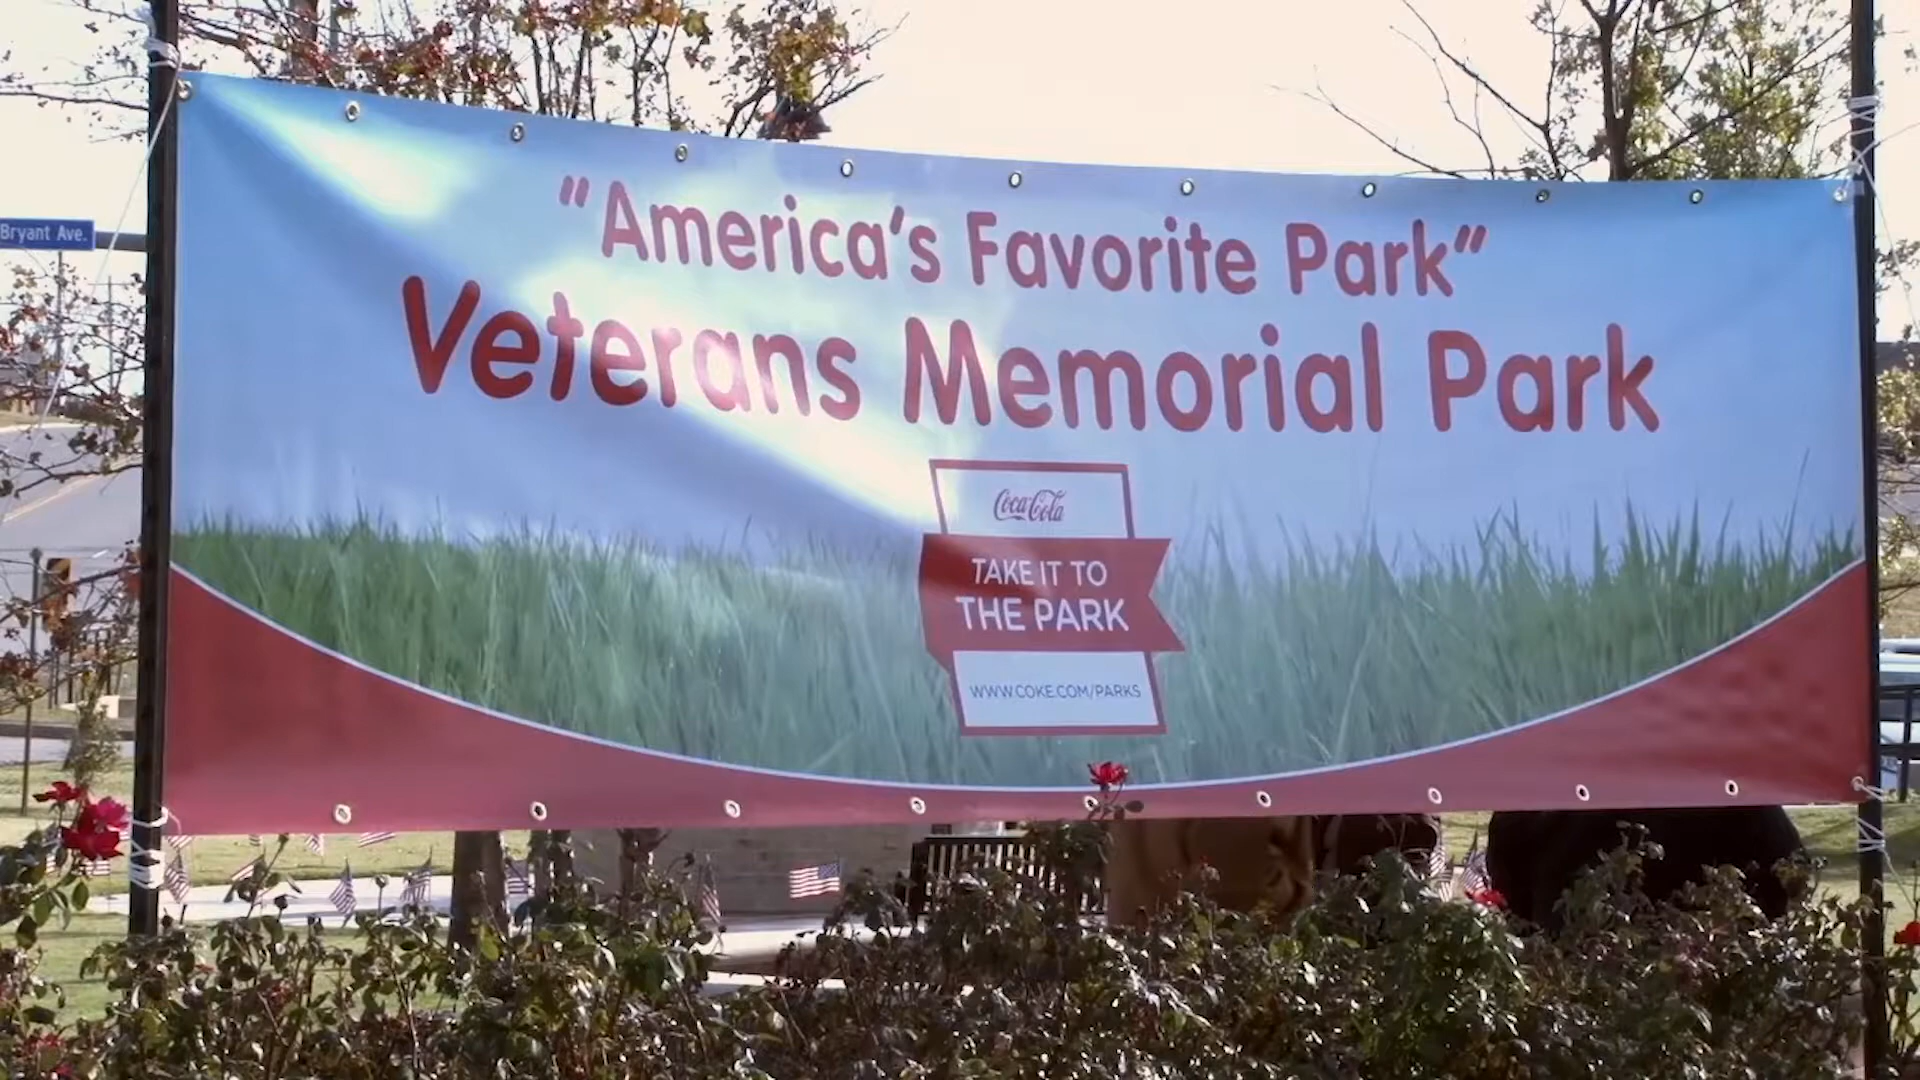 Bryant Ave.
"America's Favorite Park"
Veterans Memorial Park
Coca-Cola
TAKE IT TO
THE PARK
WWW.COKE.COM/PARKS